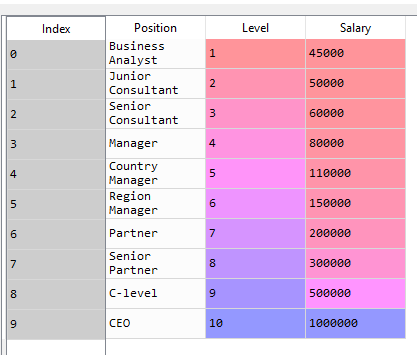 Index Position Level Salary
0 Business Analyst 1 45000
1 Junior Consultant 2 50000
2 Senior Consultant 3 60000
3 Manager 4 80000
4 Country Manager 5 110000
5 Region Manager 6 150000
6 Partner 7 200000
7 Senior Partner 8 300000
8 C-level 9 500000
9 CEO 10 1000000